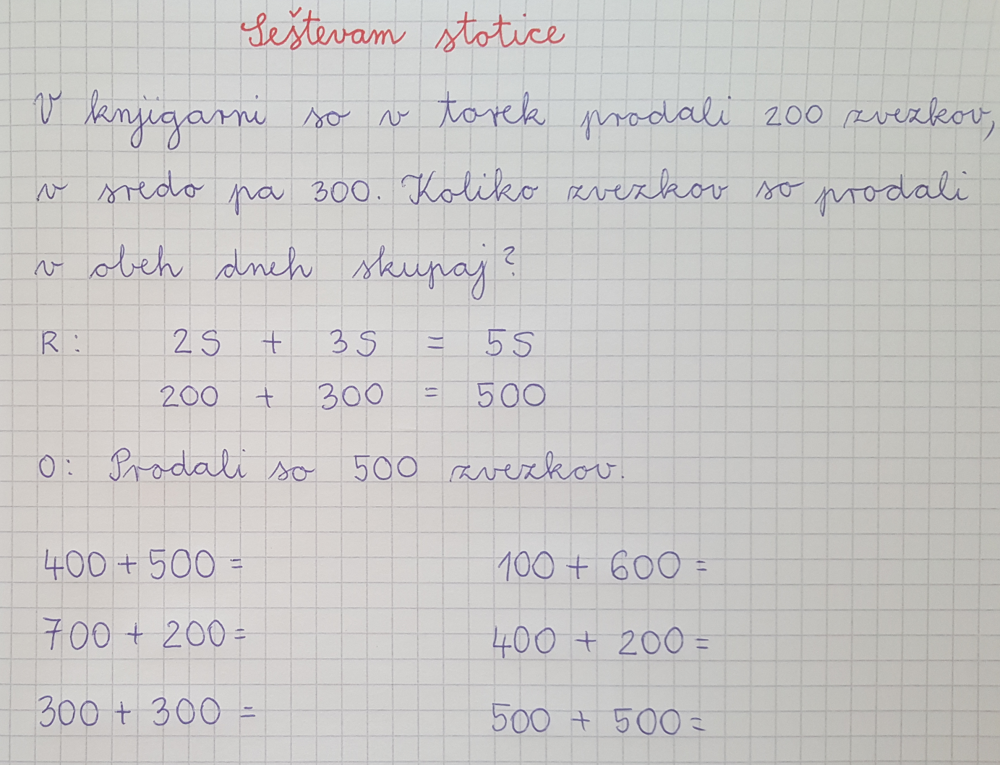 Seštevam stotice
V knjigarni so v torek prodali 200 zvezkov,
v sredo pa 300. Koliko zvezkov so prodali
v obeh dneh skupaj?
R: 2S + 3S = 5S
200 + 300 = 500
O: Prodali so 500 zvezkov.
400 + 500 = 100 + 600 =
700 + 200 = 400 + 200 =
300 + 300 = 500 + 500 =